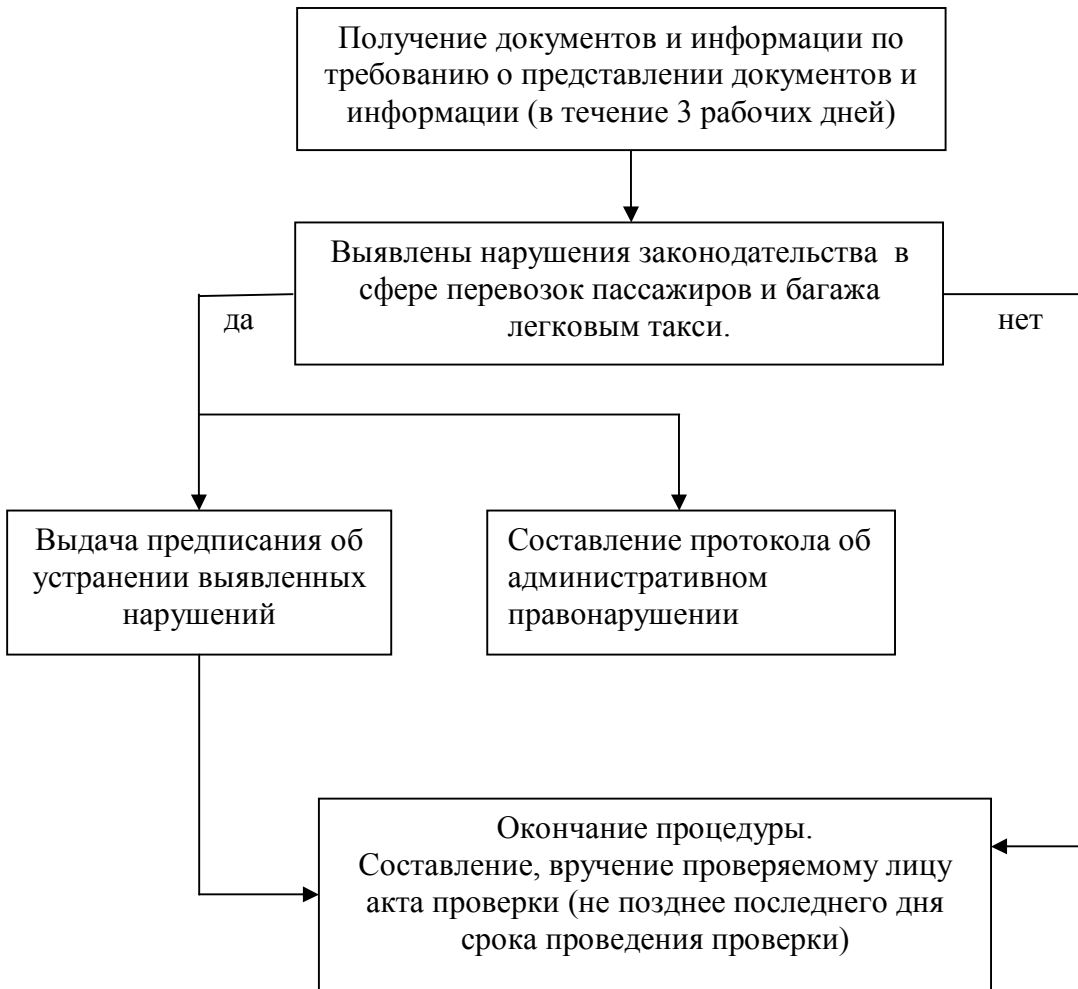 Получение документов и информации по
требованию о представлении документов и
информации (в течение 3 рабочих дней)
Выявлены нарушения законодательства в
сфере перевозок пассажиров и багажа
легковым такси.
да
нет
Выдача предписания об
устранении выявленных
нарушений
Составление протокола об
административном
правонарушении
Окончание процедуры.
Составление, вручение проверяемому лицу
акта проверки (не позднее последнего дня
срока проведения проверки)